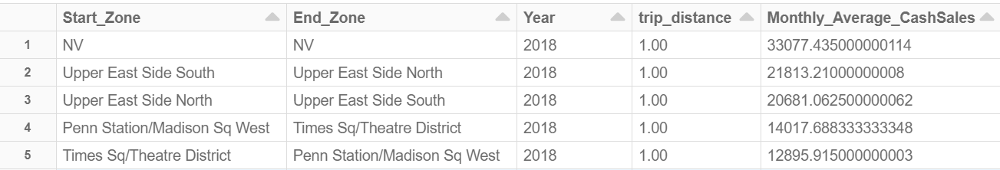 Start_Zone End_Zone Year trip_distance Monthly_Average_CashSales
1 NV NV 2018 1.00 33077.435000000114
2 Upper East Side South Upper East Side North 2018 1.00 21813.21000000008
3 Upper East Side North Upper East Side South 2018 1.00 20681.062500000062
4 Penn Station/Madison Sq West Times Sq/Theatre District 2018 1.00 14017.688333333348
5 Times Sq/Theatre District Penn Station/Madison Sq West 2018 1.00 12895.915000000003